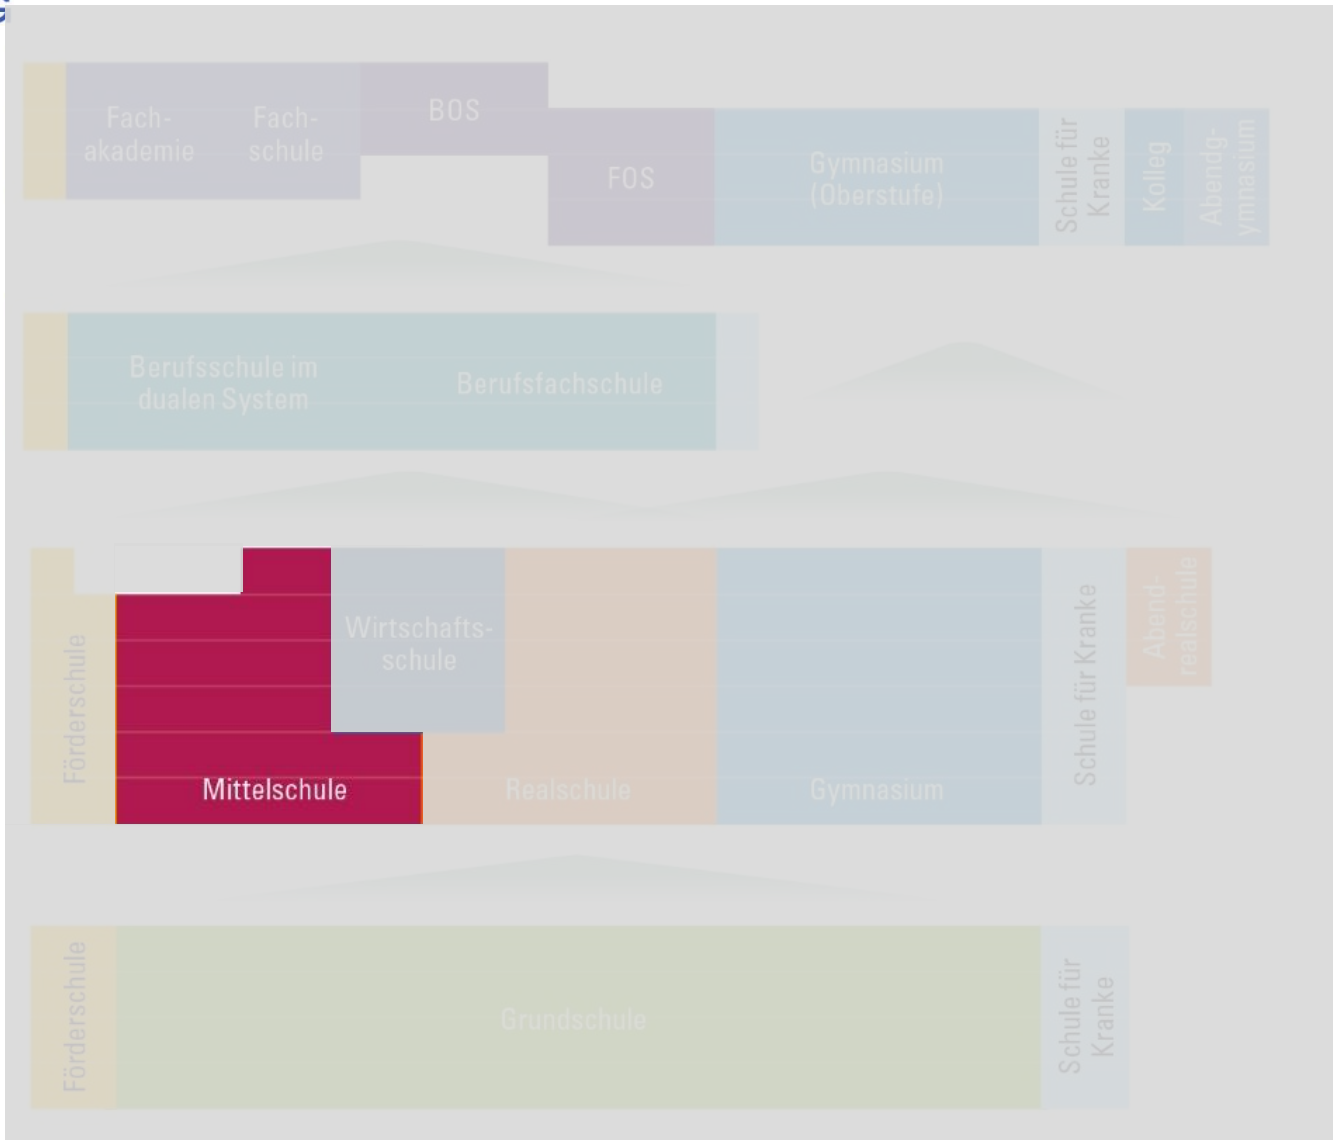 Fach-
akademie
Fach-
schule
BOS
FOS
Gymnasium
(Oberstufe)
Schule für
Kranke
Kolleg
Abendg-
ymnasium
Berufsschule im
dualen System
Berufsfachschule
Förderschule
Mittelschule
Wirtschafts-
schule
Realschule
Gymnasium
Schule für Kranke
Abend-
realschule
Förderschule
Grundschule
Schule für
Kranke